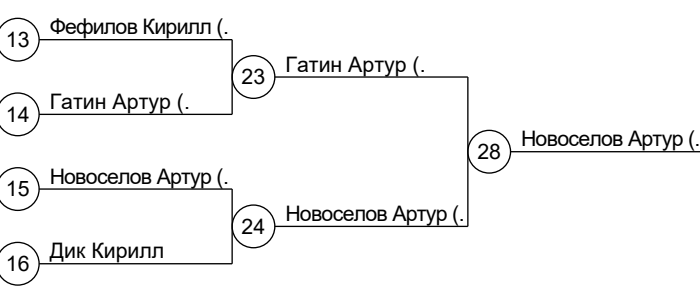 13
Фефилов Кирилл (.
23
Гатин Артур (.
14
Гатин Артур (.
28
Новоселов Артур (.
15
Новоселов Артур (.
24
Новоселов Артур (.
16
Дик Кирилл